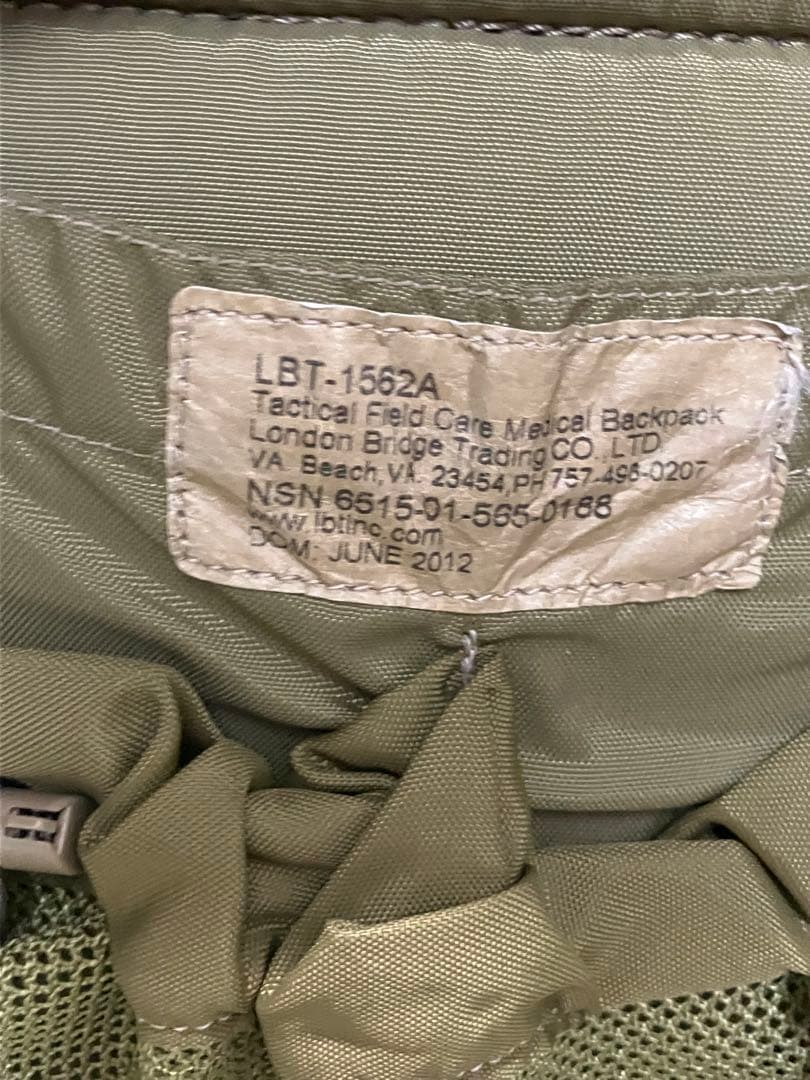 LBT-1562A
Tactical Field Care Medical Backpack
London Bridge Trading CO.,LTD
VA Beach,VA. 23454,PH 757-498-0207
NSN 6515-01-565-0188
www.lbtinc.com
DOM: JUNE 2012